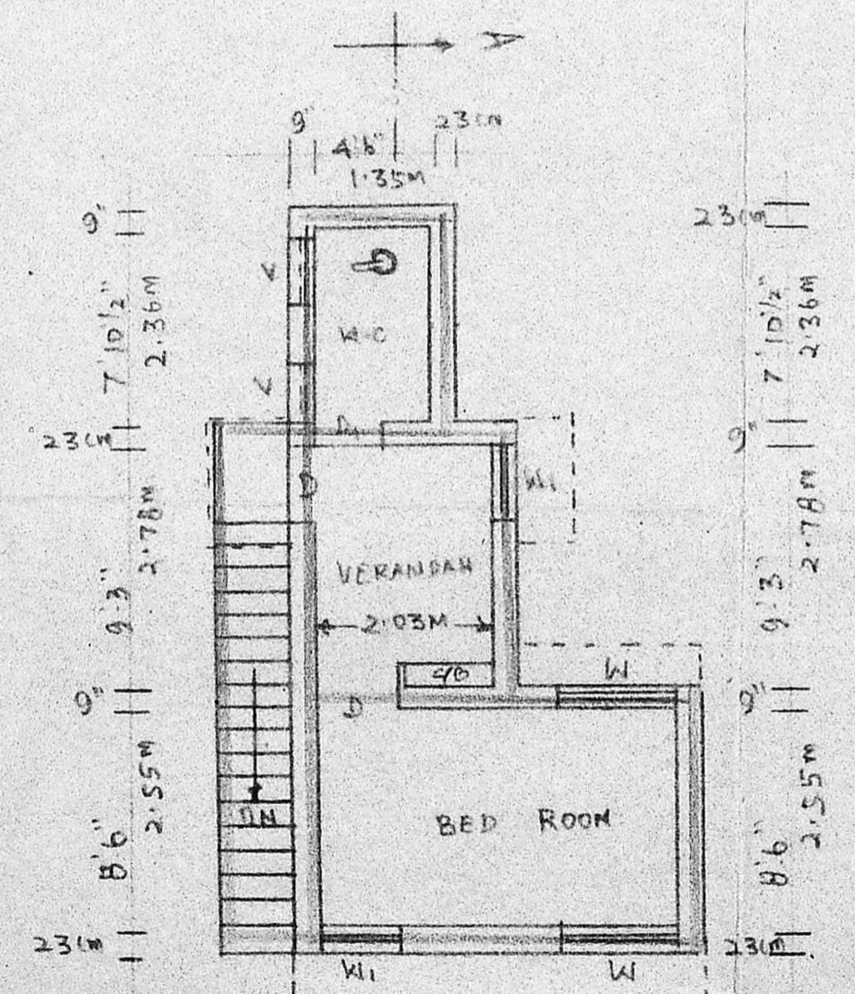 A
9" 4'6" 23cm
1.35M
9" 23cm
7'10½" 2.36M
V
W.C
V
7'10½" 2.36M
23cm D1 9"
D W1
9'.3" 2.78M
VERANDAH
2.03M
9'.3" 2.78M
C/B W
9" D 9"
8'6" 2.55M
DN
BED ROOM
8'6" 2.55M
23cm 23cm
W1 W